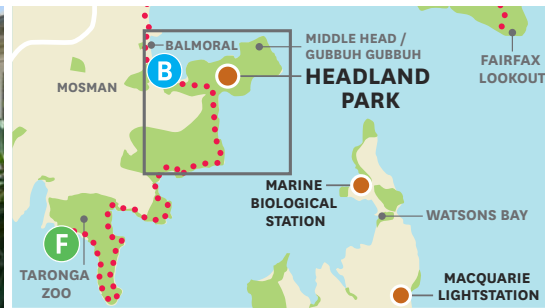 BALMORAL
MIDDLE HEAD /
GUBBUH GUBBUH
FAIRFAX
LOOKOUT
B
HEADLAND
PARK
MOSMAN
MARINE
BIOLOGICAL
STATION
WATSONS BAY
F
TARONGA
ZOO
MACQUARIE
LIGHTSTATION